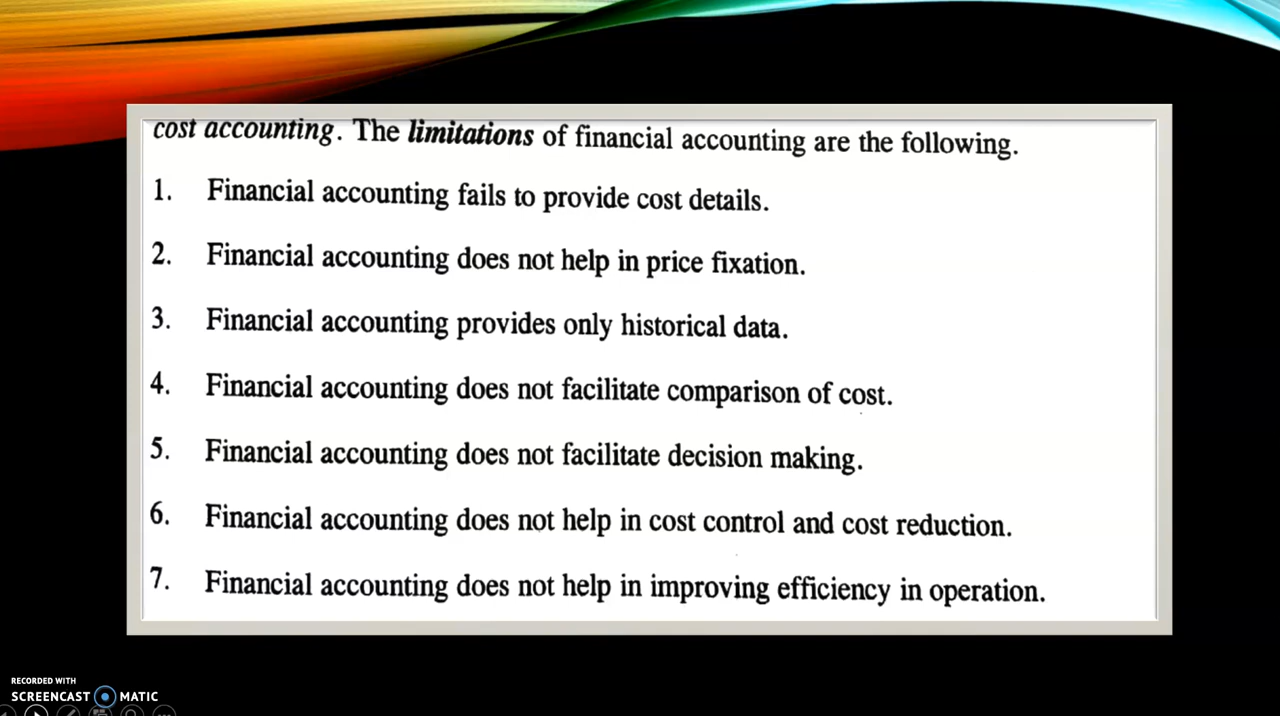 cost accounting. The limitations of financial accounting are the following.
1. Financial accounting fails to provide cost details.
2. Financial accounting does not help in price fixation.
3. Financial accounting provides only historical data.
4. Financial accounting does not facilitate comparison of cost.
5. Financial accounting does not facilitate decision making.
6. Financial accounting does not help in cost control and cost reduction.
7. Financial accounting does not help in improving efficiency in operation.
RECORDED WITH
SCREENCAST MATIC